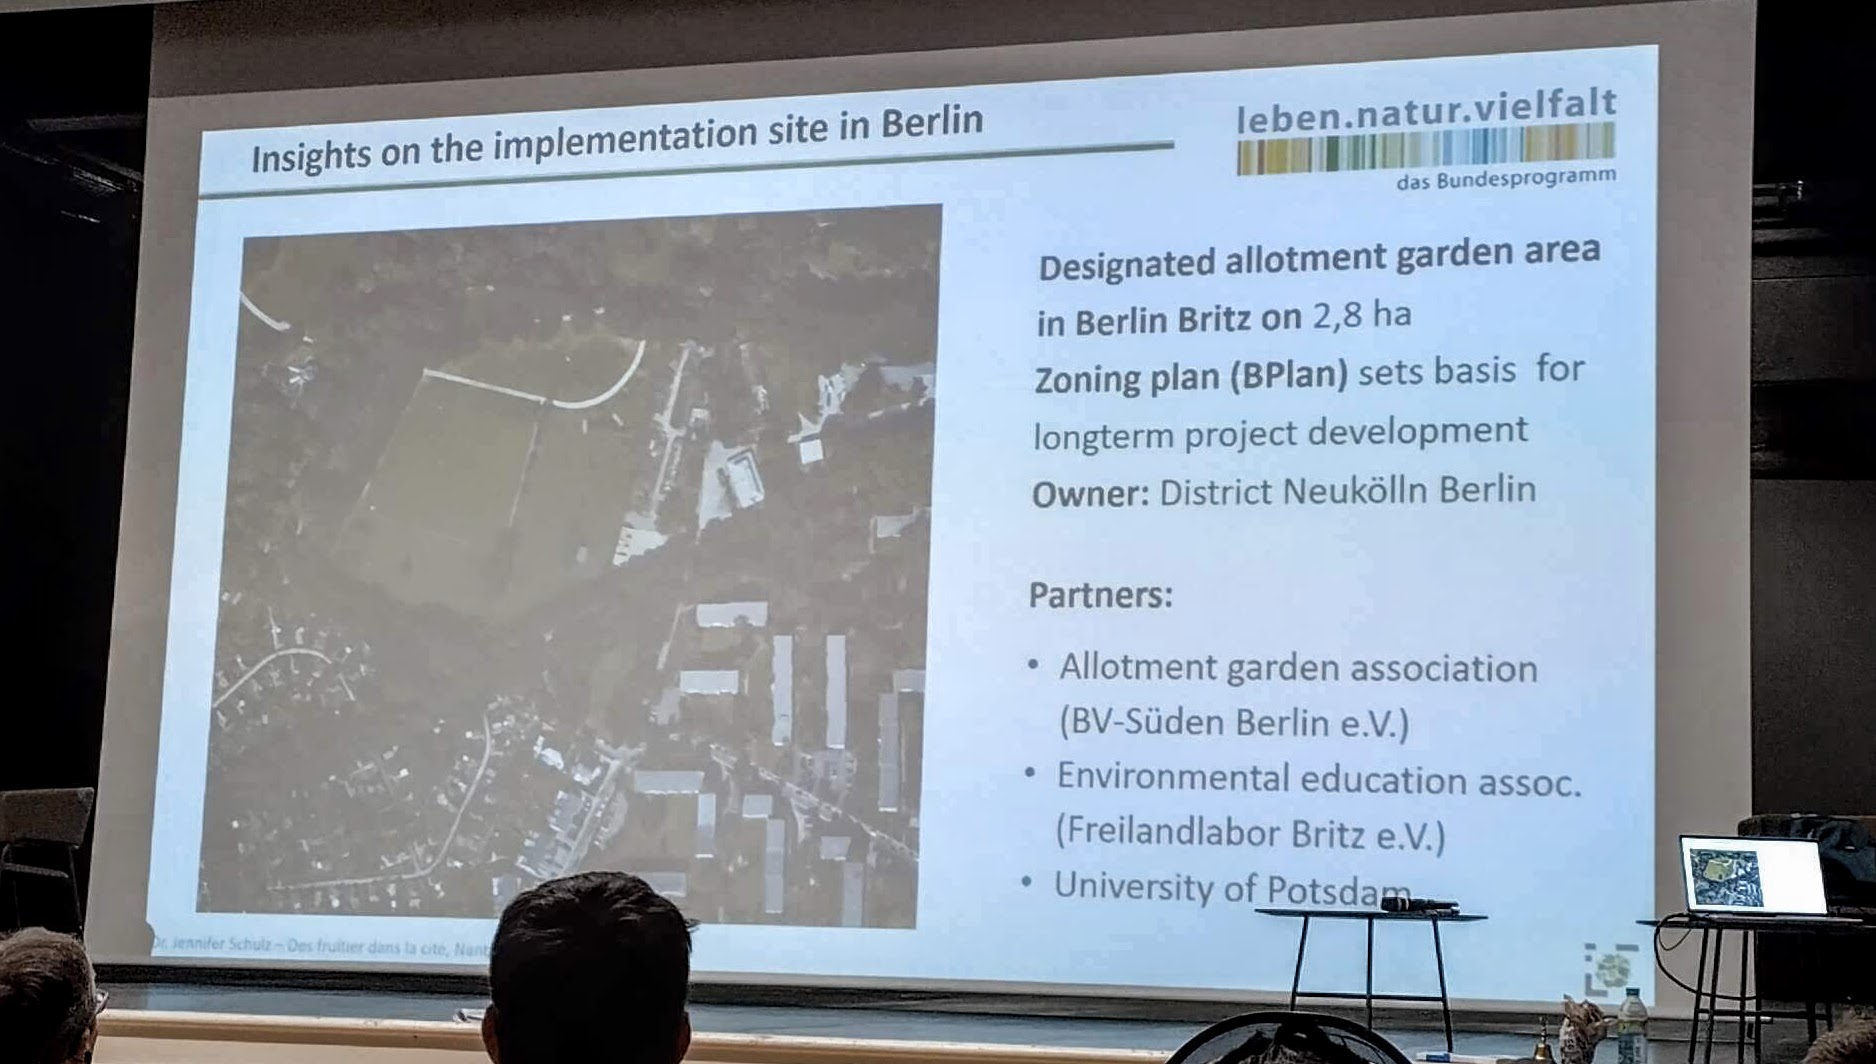 Insights on the implementation site in Berlin
leben.natur.vielfalt
das Bundesprogramm
Designated allotment garden area
in Berlin Britz on 2,8 ha
Zoning plan (BPlan) sets basis for
longterm project development
Owner: District Neukölln Berlin
Partners:
• Allotment garden association
(BV-Süden Berlin e.V.)
• Environmental education assoc.
(Freilandlabor Britz e.V.)
• University of Potsdam
Dr. Jennifer Schulz – Des fruitier dans la cité,